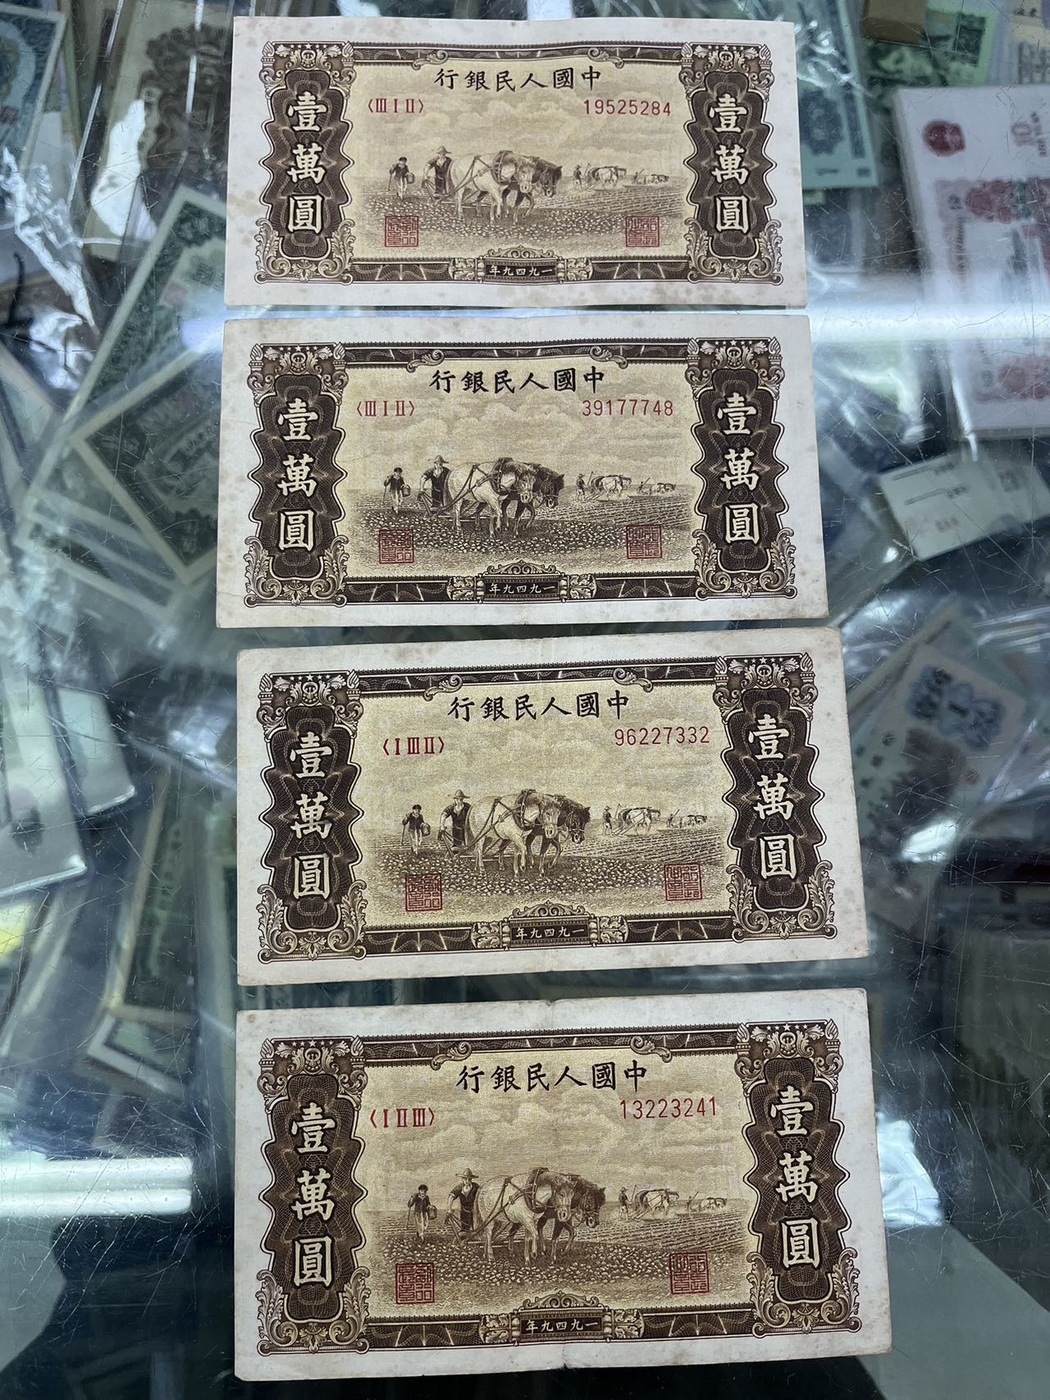 行銀民人國中
〈III I II〉 19525284
壹萬圓
壹萬圓
年九四九一
行銀民人國中
〈III I II〉 39177748
壹萬圓
壹萬圓
年九四九一
行銀民人國中
〈I III II〉 96227332
壹萬圓
壹萬圓
年九四九一
行銀民人國中
〈I II III〉 13223241
壹萬圓
壹萬圓
年九四九一